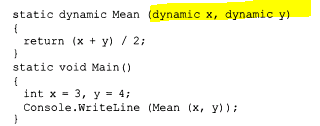 static dynamic Mean (dynamic x, dynamic y)
{
  return (x + y) / 2;
}
static void Main()
{
  int x = 3, y = 4;
  Console.WriteLine (Mean (x, y));
}